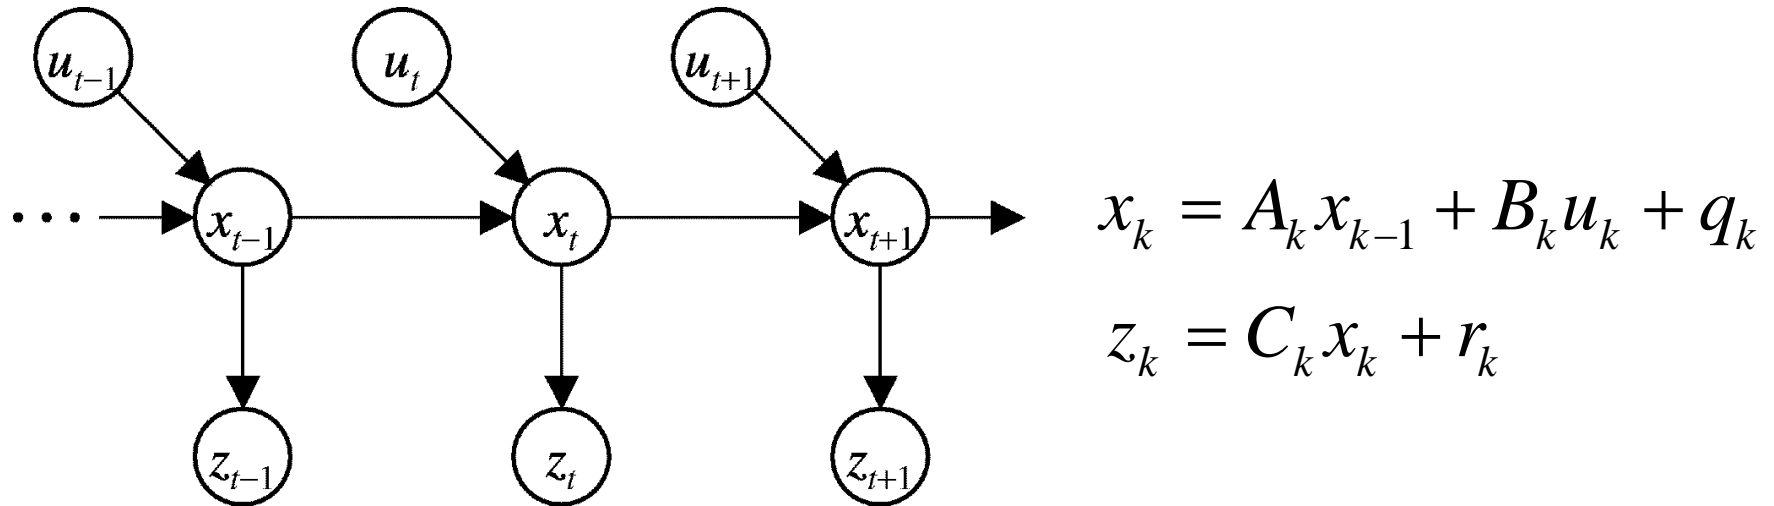 u_{t−1} u_t u_{t+1}
... x_{t−1} x_t x_{t+1} x_k = A_k x_{k−1} + B_k u_k + q_k
z_k = C_k x_k + r_k
z_{t−1} z_t z_{t+1}